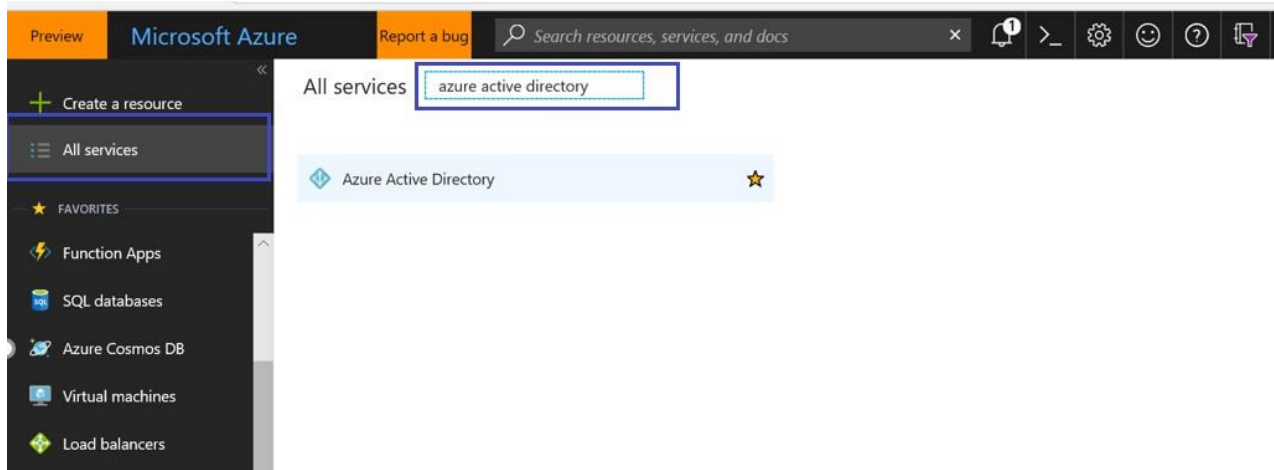 Preview
Microsoft Azure
Report a bug
Search resources, services, and docs
1
Create a resource
All services
FAVORITES
Function Apps
SQL databases
Azure Cosmos DB
Virtual machines
Load balancers
All services
azure active directory
Azure Active Directory